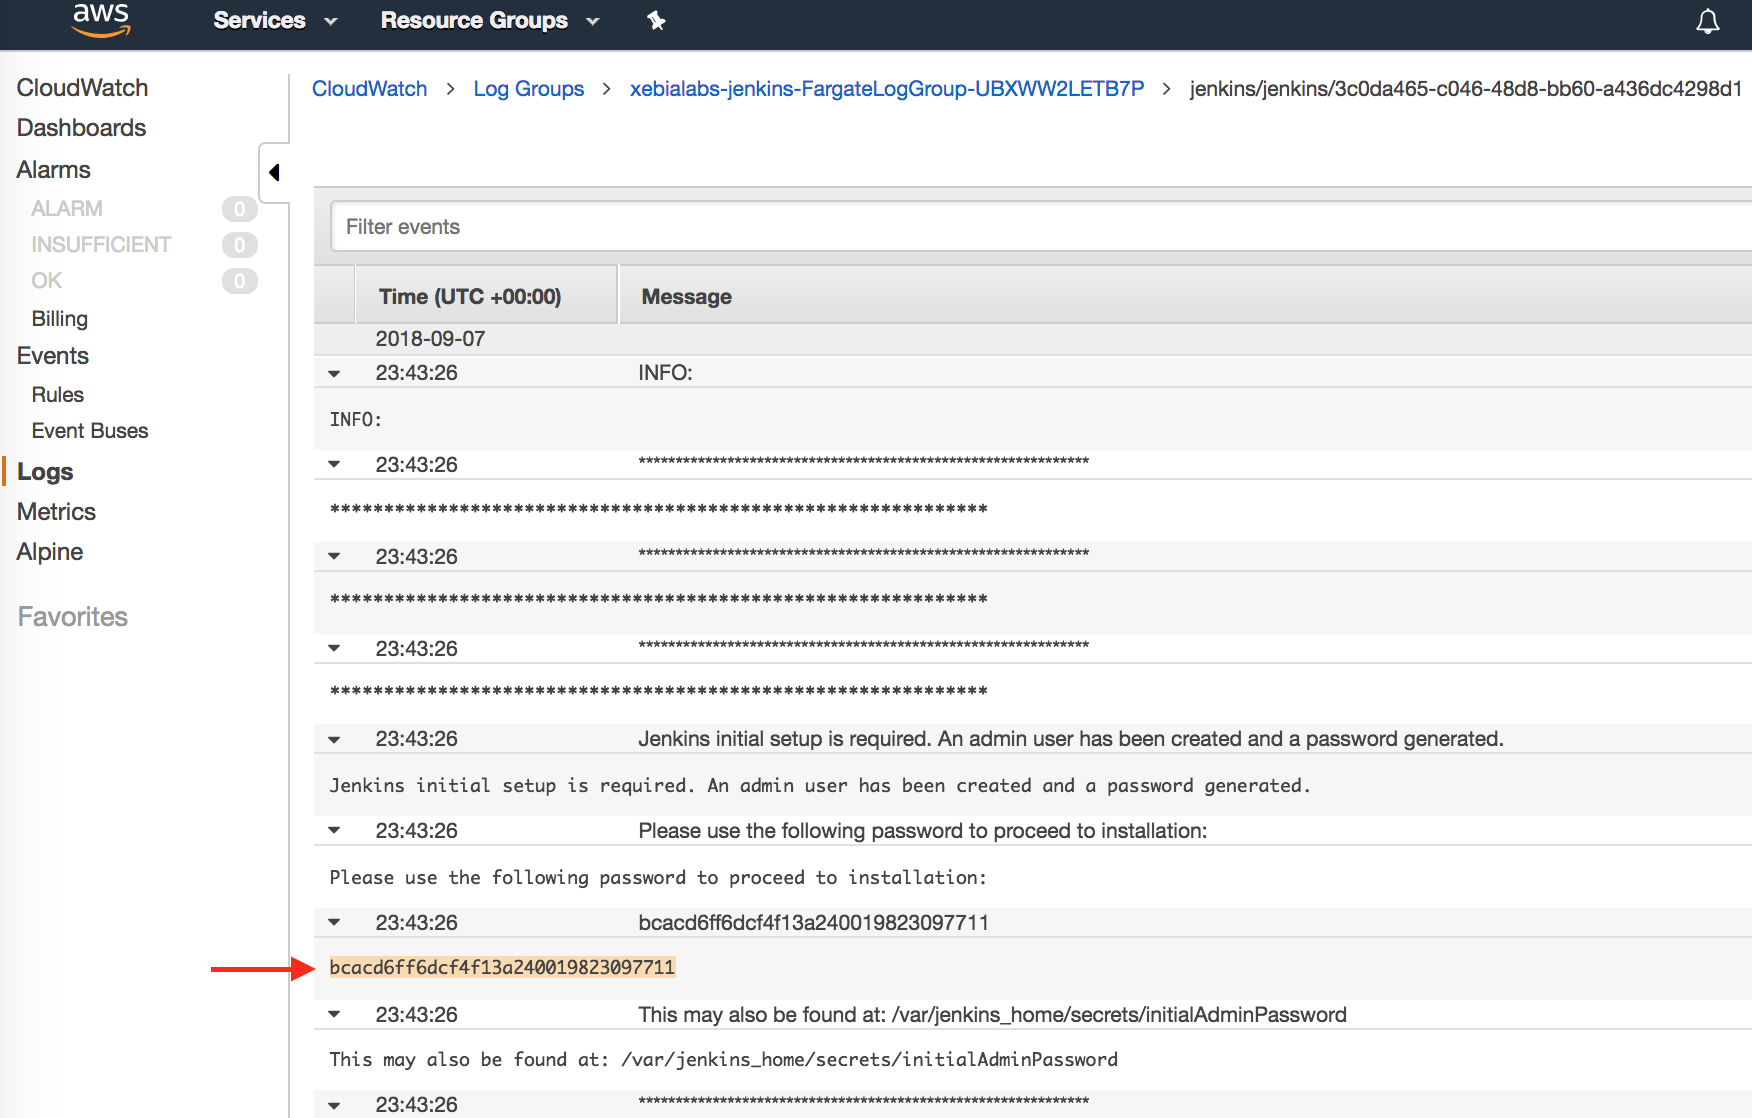 aws Services Resource Groups
CloudWatch
Dashboards
Alarms
ALARM 0
INSUFFICIENT 0
OK 0
Billing
Events
Rules
Event Buses
Logs
Metrics
Alpine
Favorites
CloudWatch > Log Groups > xebialabs-jenkins-FargateLogGroup-UBXWW2LETB7P > jenkins/jenkins/3c0da465-c046-48d8-bb60-a436dc4298d1
Filter events
Time (UTC +00:00) Message
2018-09-07
23:43:26 INFO:
INFO:
23:43:26 *************************************************************
*************************************************************
23:43:26 *************************************************************
*************************************************************
23:43:26 *************************************************************
*************************************************************
23:43:26 Jenkins initial setup is required. An admin user has been created and a password generated.
Jenkins initial setup is required. An admin user has been created and a password generated.
23:43:26 Please use the following password to proceed to installation:
Please use the following password to proceed to installation:
23:43:26 bcacd6ff6dcf4f13a240019823097711
bcacd6ff6dcf4f13a240019823097711
23:43:26 This may also be found at: /var/jenkins_home/secrets/initialAdminPassword
This may also be found at: /var/jenkins_home/secrets/initialAdminPassword
23:43:26 *************************************************************